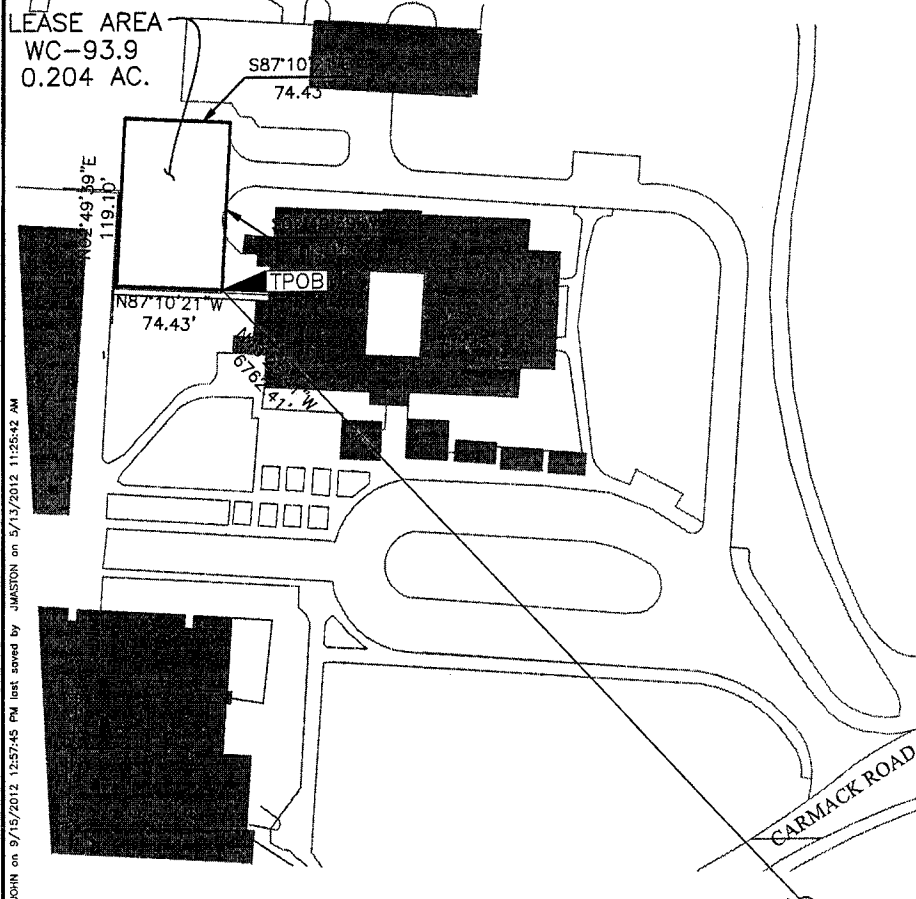 LEASE AREA
WC-93.9
0.204 AC.
S87°10'
74.43'
N02°49'39"E
119.10'
TPOB
N87°10'21"W
74.43'
"W
6762.41'
CARMACK ROAD
JOHN on 9/15/2012 12:57:45 PM last saved by JMASTON on 5/13/2012 11:25:42 AM